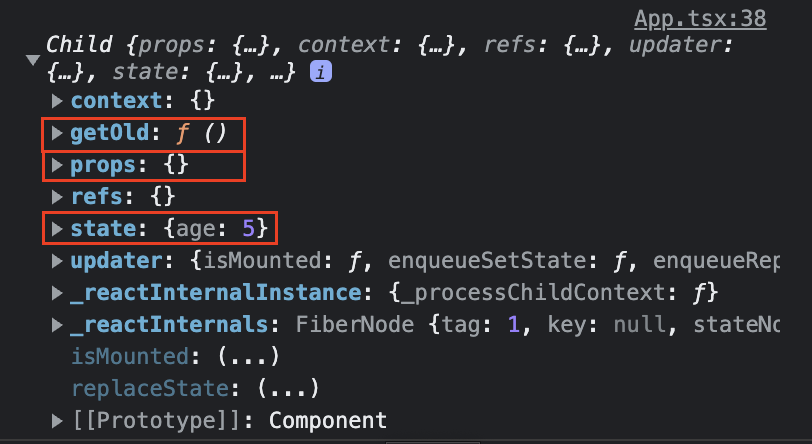 App.tsx:38
Child {props: {…}, context: {…}, refs: {…}, updater:
{…}, state: {…}, …} i
context: {}
getOld: ƒ ()
props: {}
refs: {}
state: {age: 5}
updater: {isMounted: ƒ, enqueueSetState: ƒ, enqueueRep
_reactInternalInstance: {_processChildContext: ƒ}
_reactInternals: FiberNode {tag: 1, key: null, stateNo
isMounted: (...)
replaceState: (...)
[[Prototype]]: Component